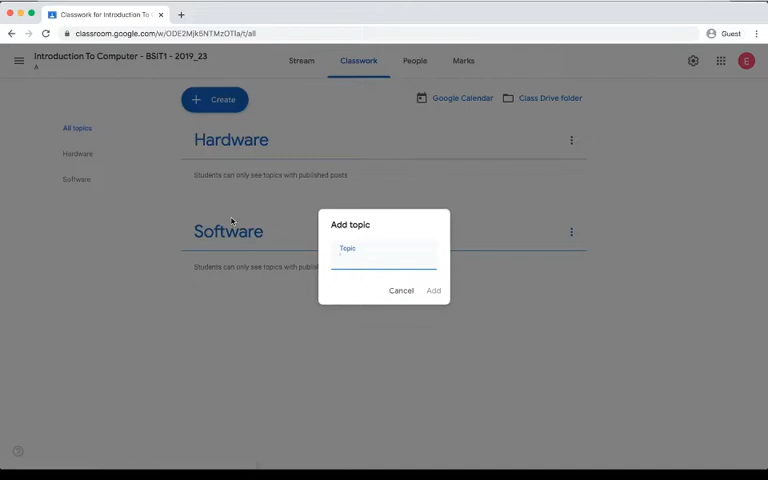 Classwork for Introduction To C
classroom.google.com/w/ODE2Mjk5NTMzOTIa/t/all
Guest
Introduction To Computer - BSIT1 - 2019_23
A
Stream
Classwork
People
Marks
E
Create
Google Calendar
Class Drive folder
All topics
Hardware
Software
Hardware
Students can only see topics with published posts
Software
Students can only see topics with publis
Add topic
Topic
Cancel
Add